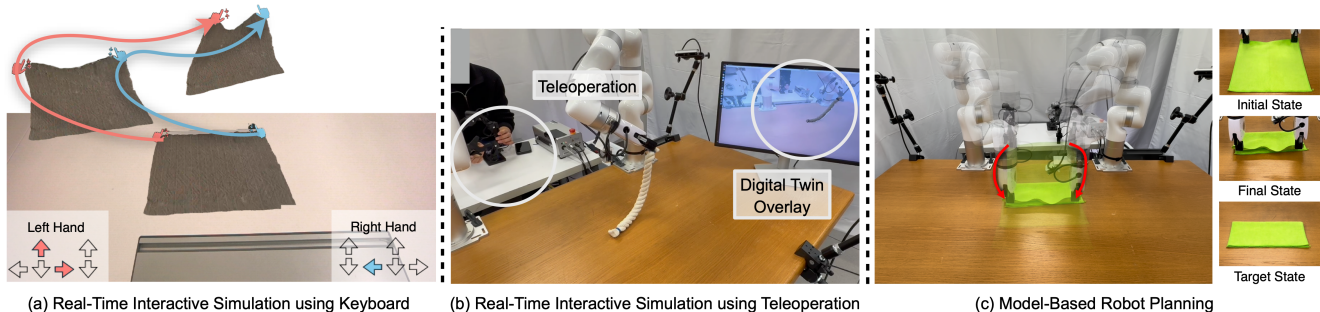 Left Hand
Right Hand
(a) Real-Time Interactive Simulation using Keyboard
Teleoperation
Digital Twin
Overlay
(b) Real-Time Interactive Simulation using Teleoperation
Initial State
Final State
Target State
(c) Model-Based Robot Planning